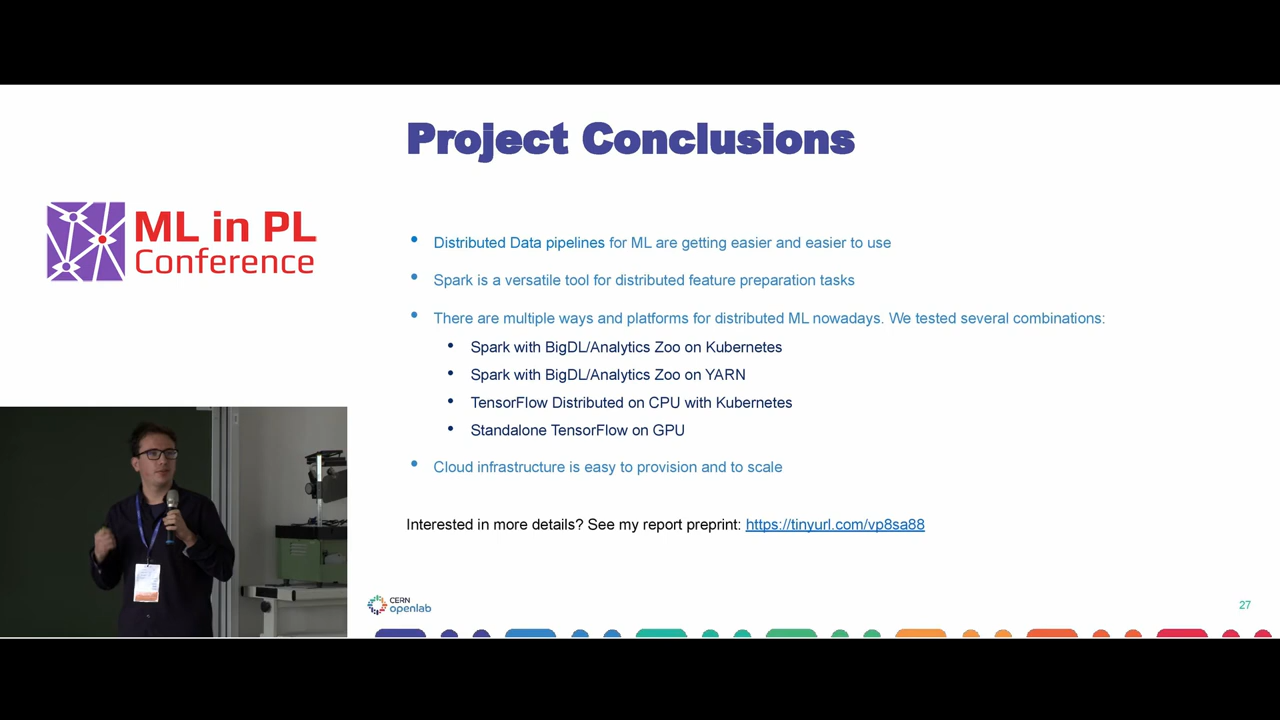 Project Conclusions
ML in PL
Conference
Distributed Data pipelines for ML are getting easier and easier to use
Spark is a versatile tool for distributed feature preparation tasks
There are multiple ways and platforms for distributed ML nowadays. We tested several combinations:
Spark with BigDL/Analytics Zoo on Kubernetes
Spark with BigDL/Analytics Zoo on YARN
TensorFlow Distributed on CPU with Kubernetes
Standalone TensorFlow on GPU
Cloud infrastructure is easy to provision and to scale
Interested in more details? See my report preprint: https://tinyurl.com/vp8sa88
CERN
openlab
27